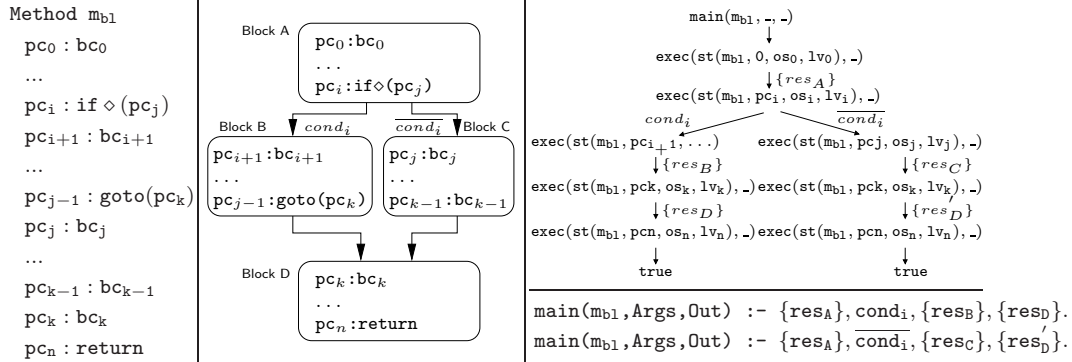 Method m_bl
pc_0 : bc_0
...
pc_i : if ⋄ (pc_j)
pc_{i+1} : bc_{i+1}
...
pc_{j−1} : goto(pc_k)
pc_j : bc_j
...
pc_{k−1} : bc_{k−1}
pc_k : bc_k
pc_n : return
Block A
pc_0:bc_0
...
pc_i:if⋄(pc_j)
Block B
cond_i
\overline{cond_i}
Block C
pc_{i+1}:bc_{i+1}
...
pc_{j−1}:goto(pc_k)
pc_j:bc_j
...
pc_{k−1}:bc_{k−1}
Block D
pc_k:bc_k
...
pc_n:return
main(m_bl, _, _)
exec(st(m_bl, 0, os_0, lv_0), _)
{res_A}
exec(st(m_bl, pc_i, os_i, lv_i), _)
cond_i
\overline{cond_i}
exec(st(m_bl, pc_{i+1}, ...)
exec(st(m_bl, pcj, os_j, lv_j), _)
{res_B}
{res_C}
exec(st(m_bl, pck, os_k, lv_k), _)
exec(st(m_bl, pck, os_k, lv_k), _)
{res_D}
{res_D'}
exec(st(m_bl, pcn, os_n, lv_n), _)
exec(st(m_bl, pcn, os_n, lv_n), _)
true
true
main(m_bl,Args,Out) :- {res_A}, cond_i, {res_B}, {res_D}.
main(m_bl,Args,Out) :- {res_A}, \overline{cond_i}, {res_C}, {res_D'}.